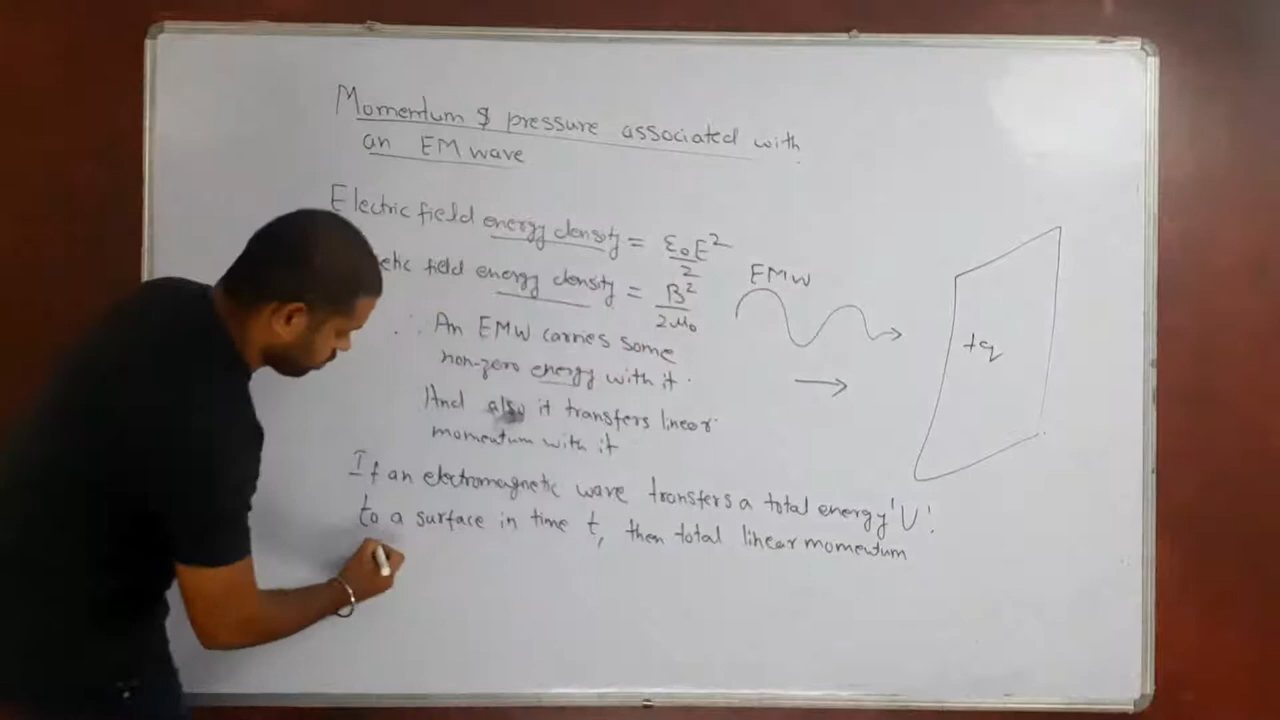 Momentum & pressure associated with
an EM wave
Electric field energy density = ε₀E²/2
etic field energy density = B²/2μ₀
EMW
∴ An EMW carries some
non-zero energy with it.
And also it transfers linear
momentum with it
+q
If an electromagnetic wave transfers a total energy 'U'
to a surface in time t, then total linear momentum